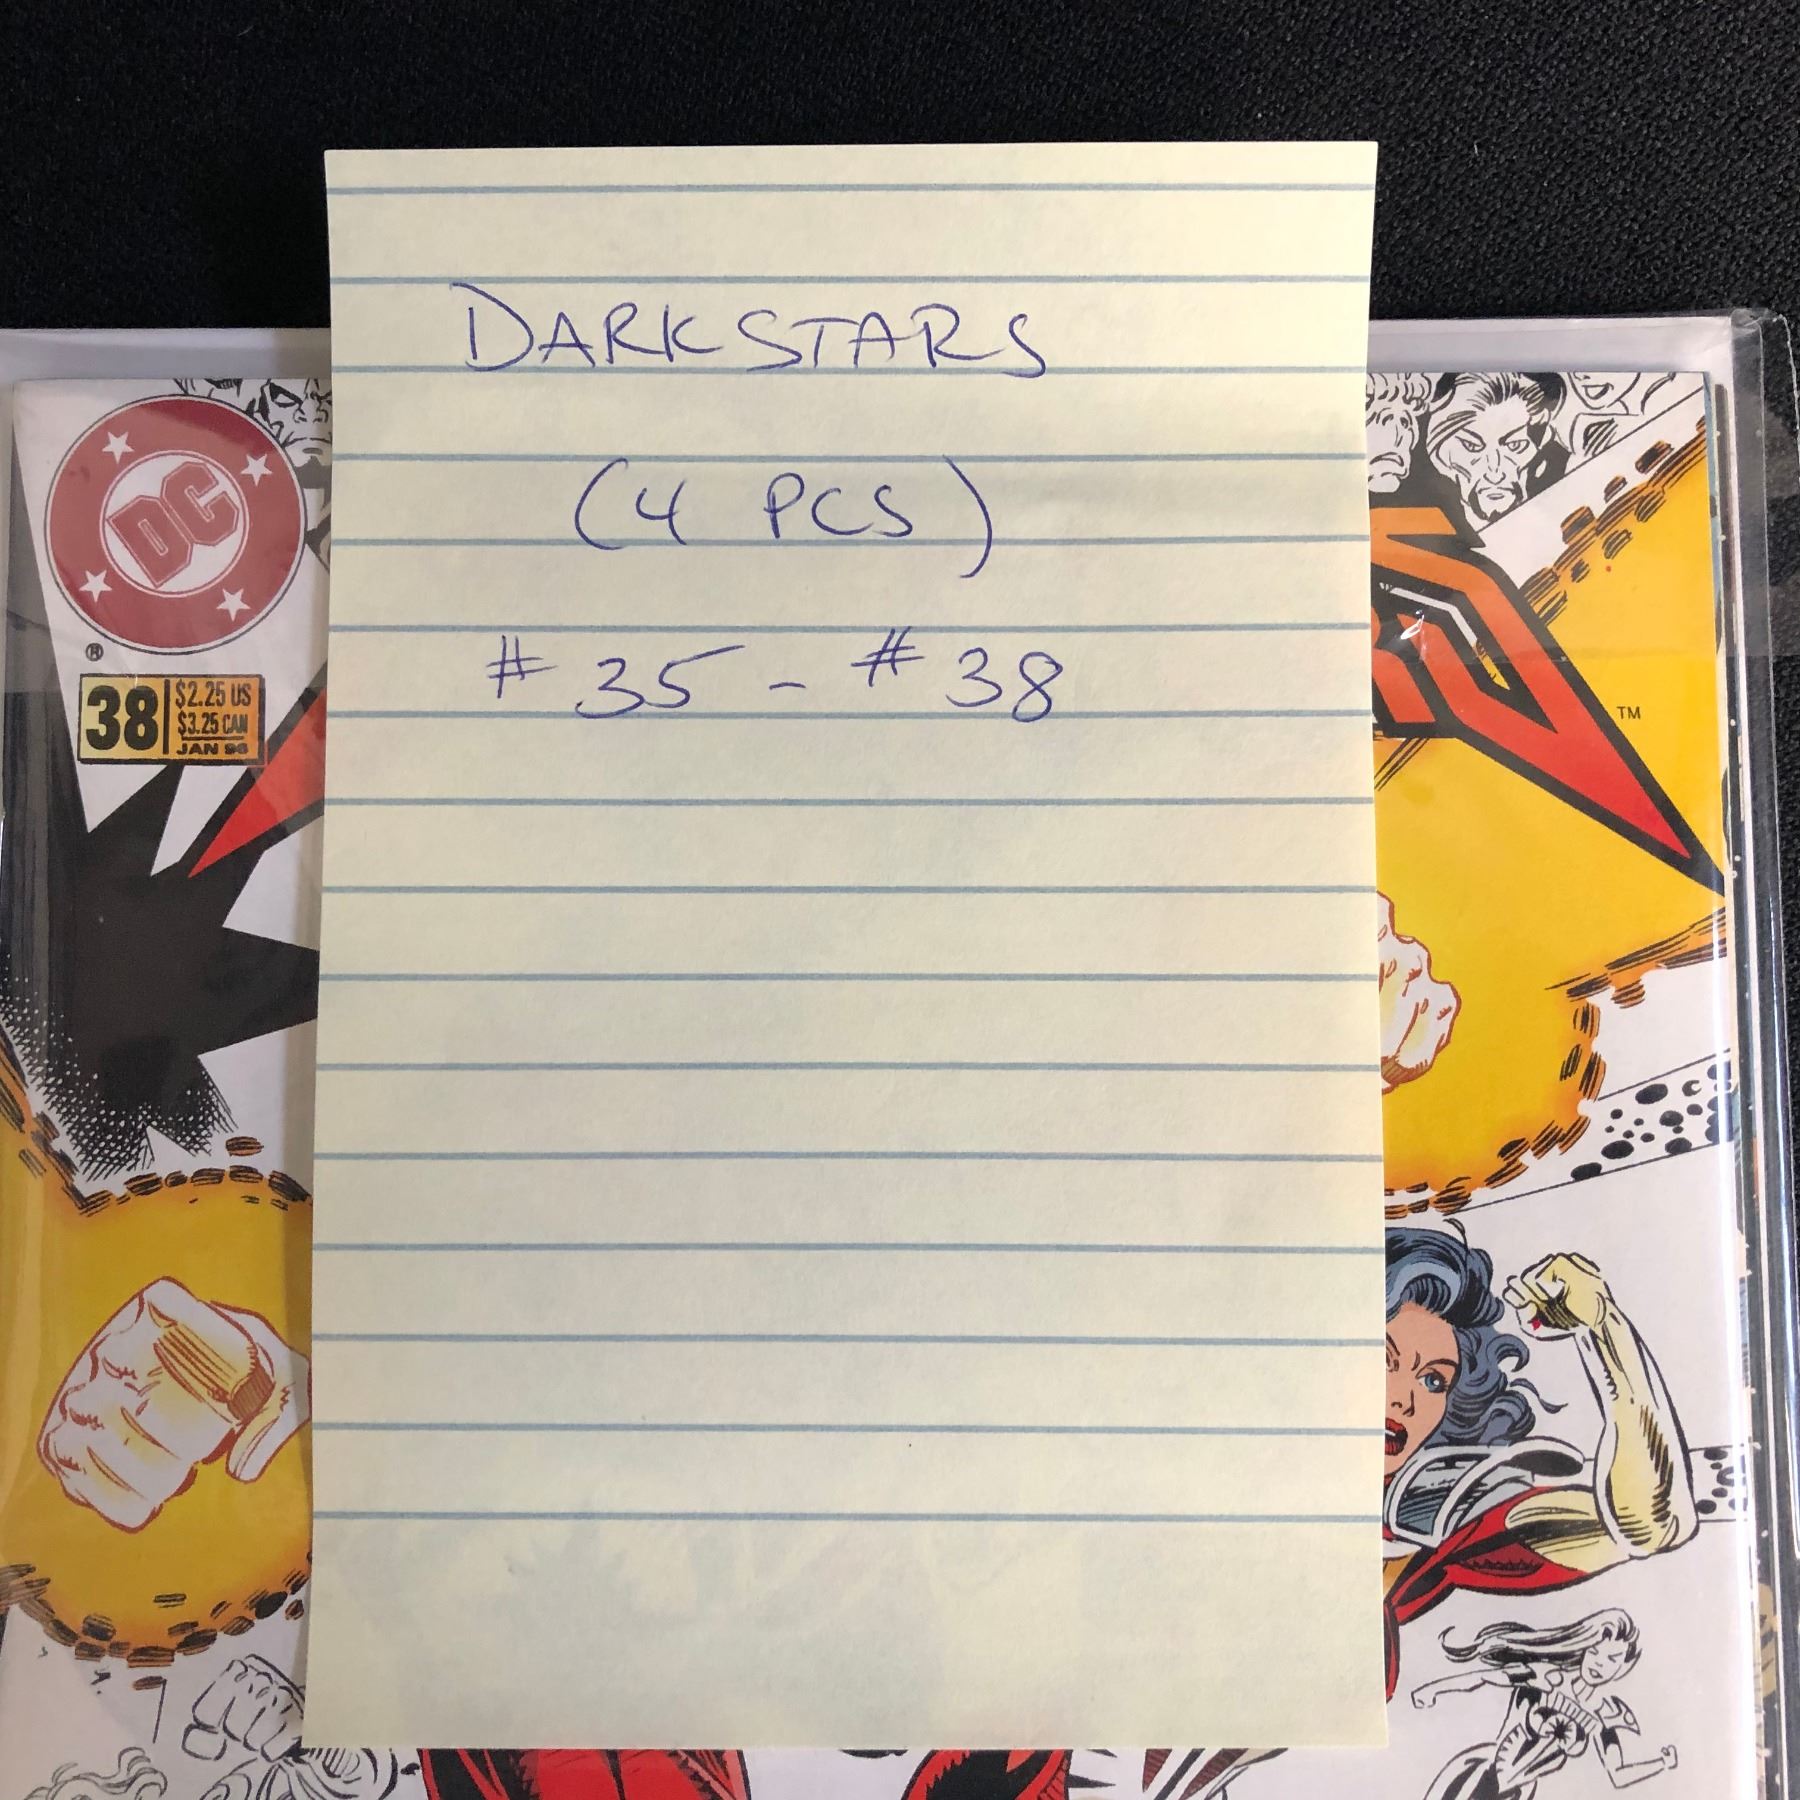 DARKSTARS
(4 PCS)
# 35 - # 38
DC
®
38
$2.25 US
$3.25 CAN
JAN 96
TM